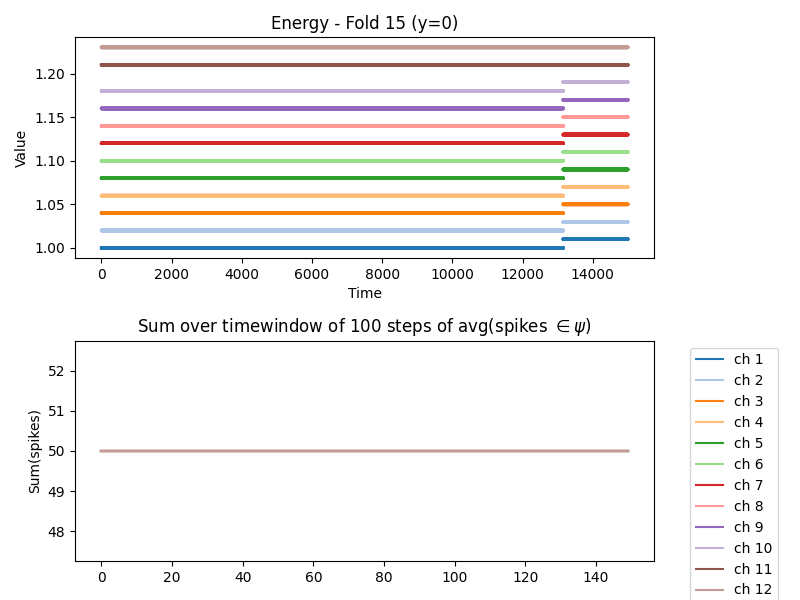 Energy - Fold 15 (y=0)
Value
1.20
1.15
1.10
1.05
1.00
0 2000 4000 6000 8000 10000 12000 14000
Time
Sum over timewindow of 100 steps of avg(spikes ∈ ψ)
Sum(spikes)
52
51
50
49
48
0 20 40 60 80 100 120 140
ch 1
ch 2
ch 3
ch 4
ch 5
ch 6
ch 7
ch 8
ch 9
ch 10
ch 11
ch 12